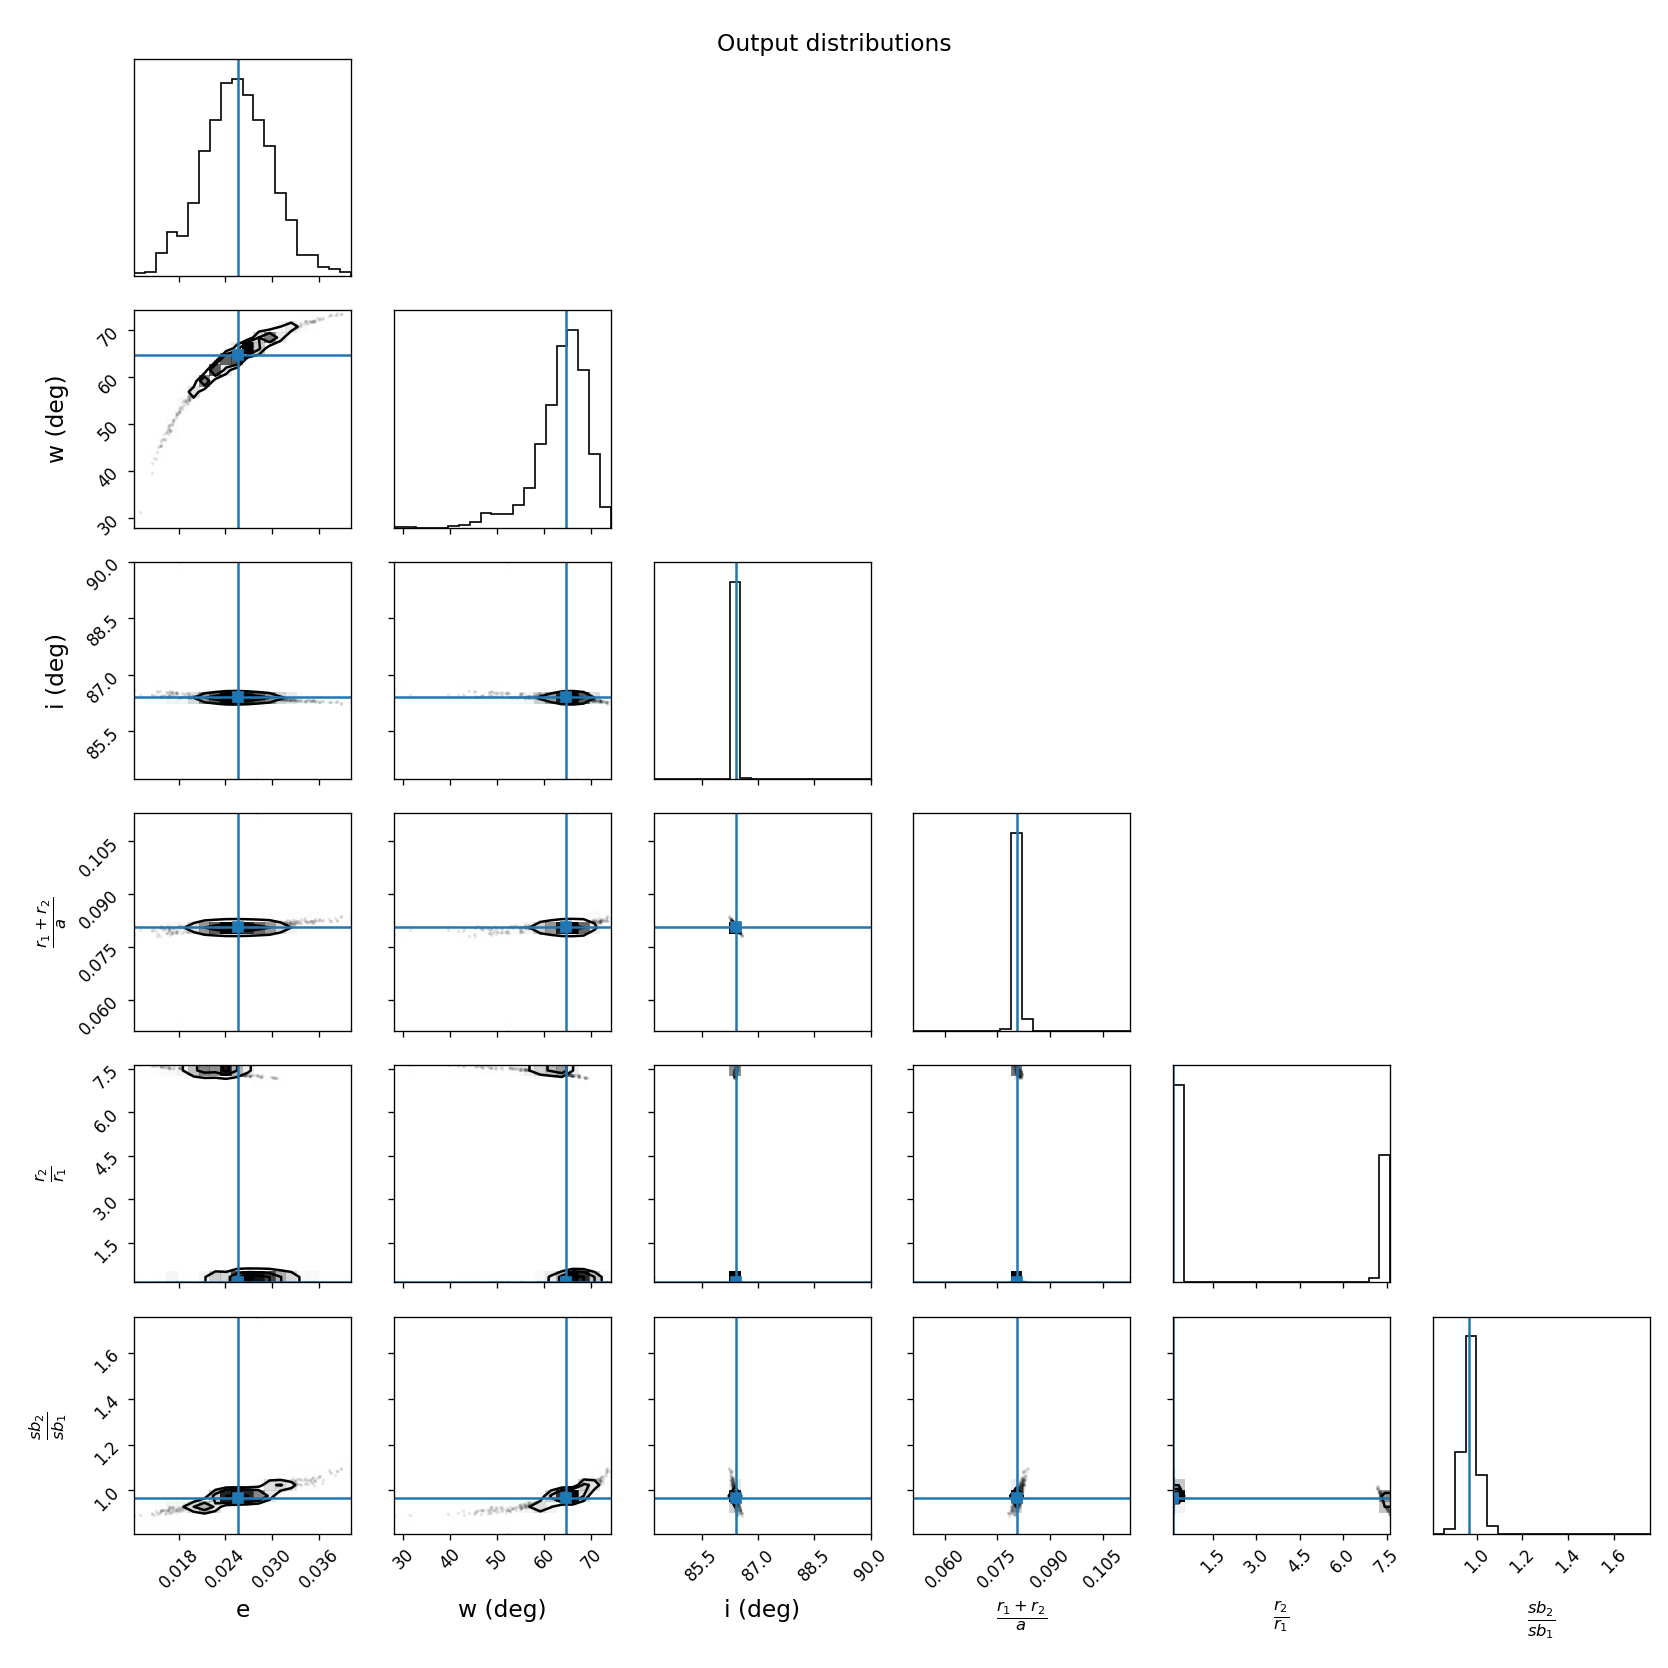 Output distributions
70
60
50
40
30
w (deg)
90.0
88.5
87.0
85.5
i (deg)
0.105
0.090
0.075
0.060
r1 + r2
a
7.5
6.0
4.5
3.0
1.5
r2
r1
1.6
1.4
1.2
1.0
sb2
sb1
0.018 0.024 0.030 0.036 30 40 50 60 70 85.5 87.0 88.5 90.0 0.060 0.075 0.090 0.105 1.5 3.0 4.5 6.0 7.5 1.0 1.2 1.4 1.6
e w (deg) i (deg) r1 + r2 r2 sb2
a r1 sb1